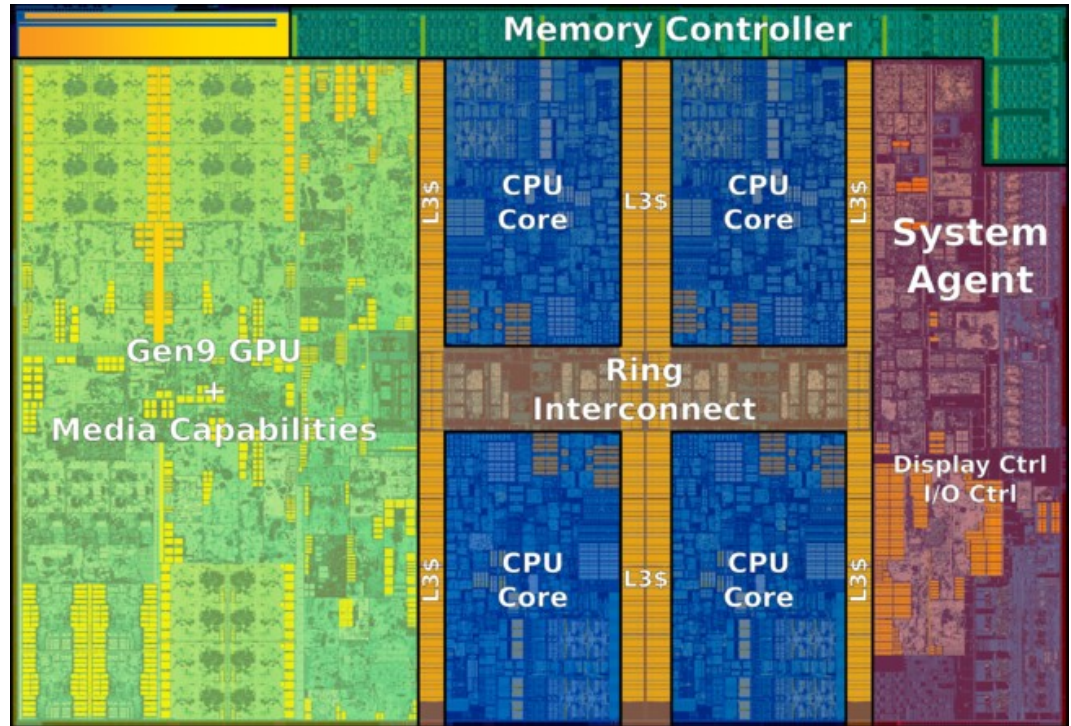 Memory Controller
L3$
CPU
Core
L3$
CPU
Core
L3$
System
Agent
Gen9 GPU
+
Media Capabilities
Ring
Interconnect
Display Ctrl
I/O Ctrl
L3$
CPU
Core
L3$
CPU
Core
L3$